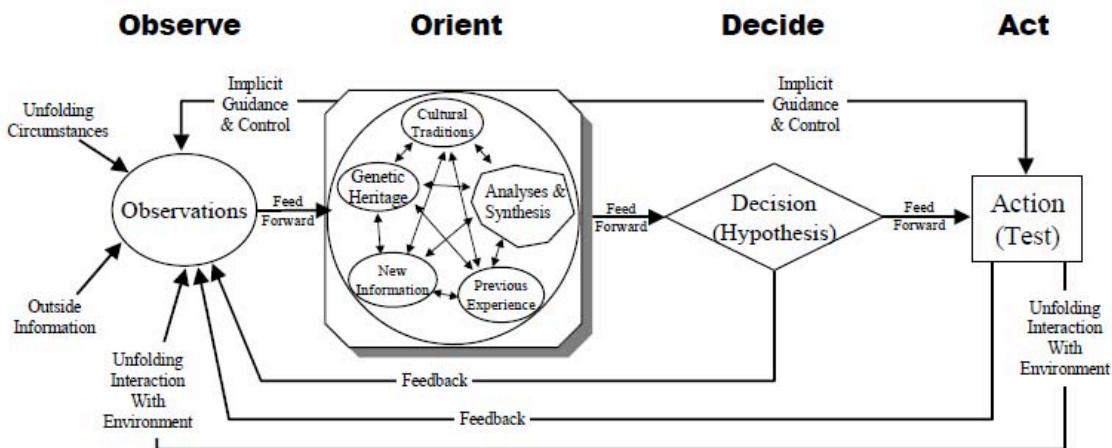 Observe
Orient
Decide
Act
Implicit
Guidance
& Control
Implicit
Guidance
& Control
Unfolding
Circumstances
Cultural
Traditions
Genetic
Heritage
Analyses &
Synthesis
New
Information
Previous
Experience
Observations
Feed
Forward
Feed
Forward
Decision
(Hypothesis)
Feed
Forward
Action
(Test)
Outside
Information
Unfolding
Interaction
With
Environment
Feedback
Feedback
Unfolding
Interaction
With
Environment